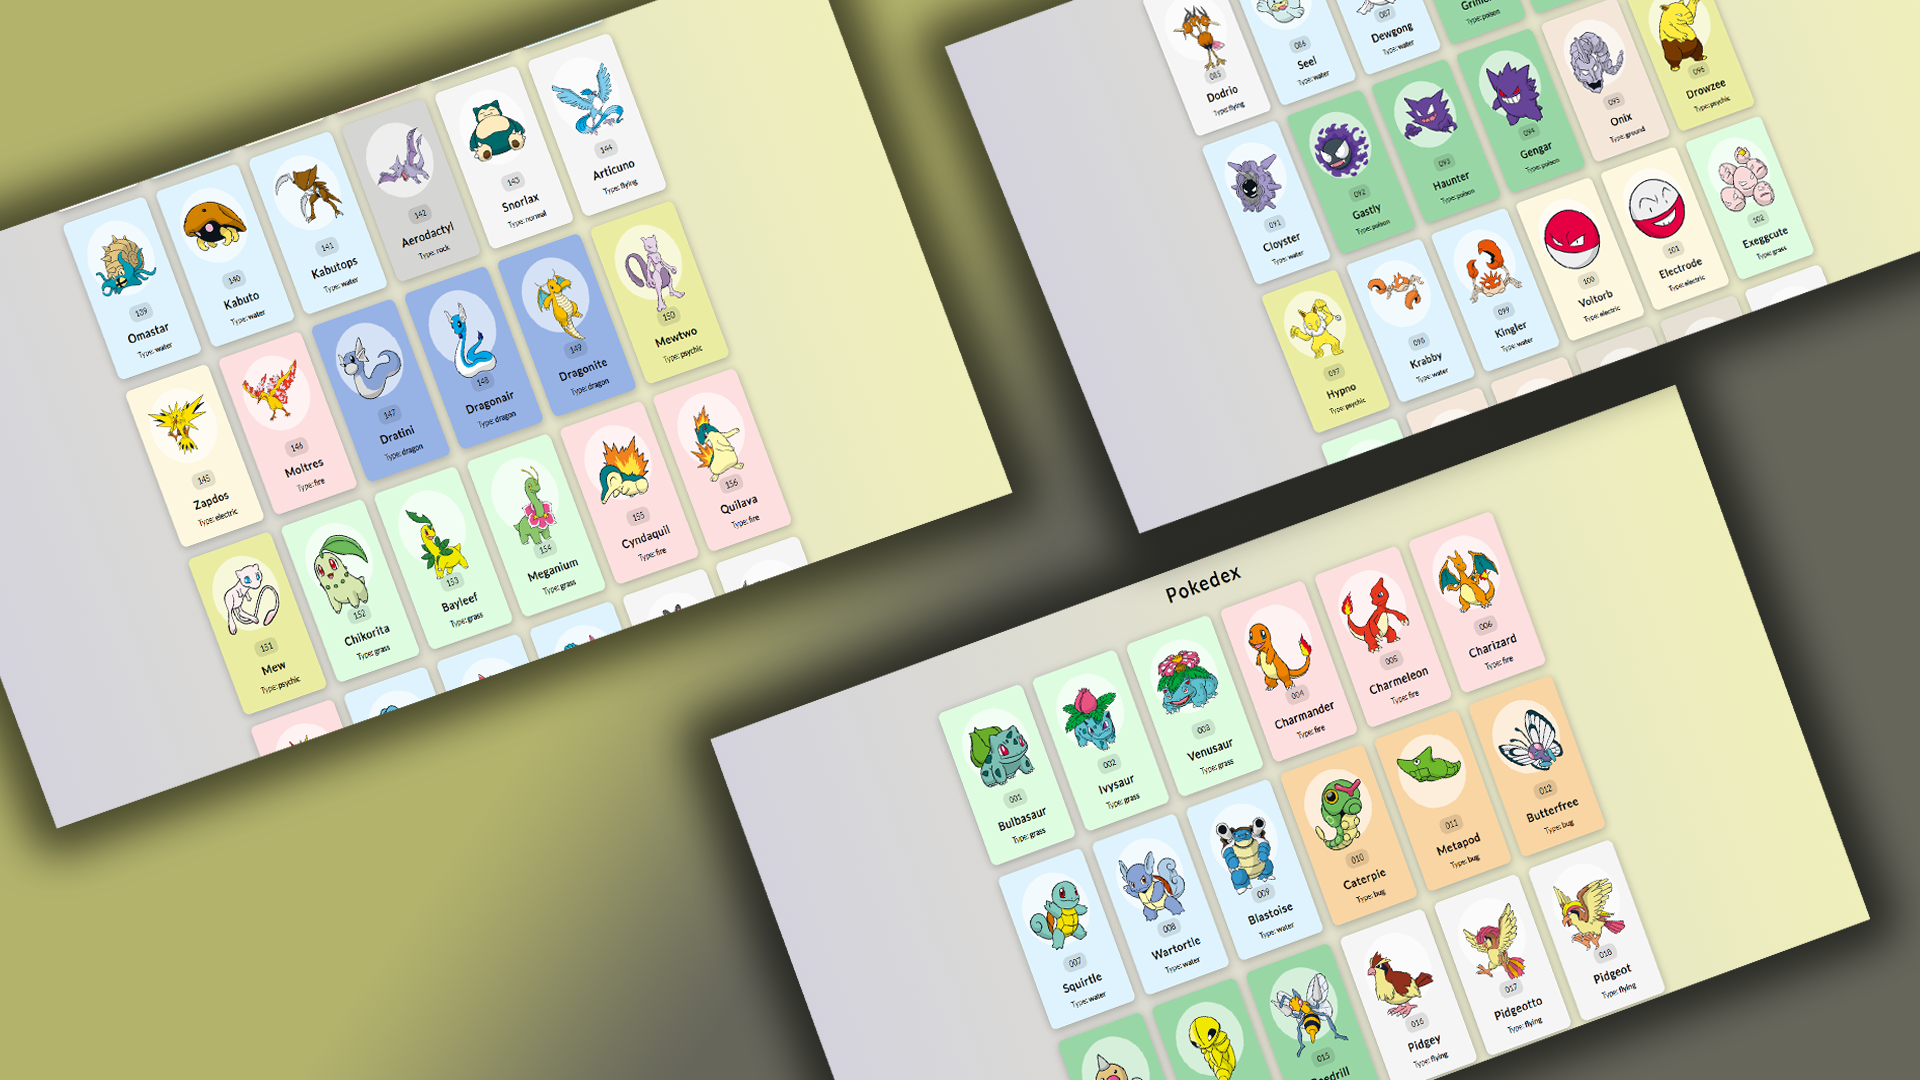 139
Omastar
Type: water
140
Kabuto
Type: water
141
Kabutops
Type: water
142
Aerodactyl
Type: rock
143
Snorlax
Type: normal
144
Articuno
Type: flying
145
Zapdos
Type: electric
146
Moltres
Type: fire
147
Dratini
Type: dragon
148
Dragonair
Type: dragon
149
Dragonite
Type: dragon
150
Mewtwo
Type: psychic
151
Mew
Type: psychic
152
Chikorita
Type: grass
153
Bayleef
Type: grass
154
Meganium
Type: grass
155
Cyndaquil
Type: fire
156
Quilava
Type: fire
085
Dodrio
Type: flying
086
Seel
Type: water
087
Dewgong
Type: water
Type: poison
091
Cloyster
Type: water
092
Gastly
Type: poison
093
Haunter
Type: poison
094
Gengar
Type: poison
095
Onix
Type: ground
096
Drowzee
Type: psychic
097
Hypno
Type: psychic
098
Krabby
Type: water
099
Kingler
Type: water
100
Voltorb
Type: electric
101
Electrode
Type: electric
102
Exeggcute
Type: grass
Pokedex
001
Bulbasaur
Type: grass
002
Ivysaur
Type: grass
003
Venusaur
Type: grass
004
Charmander
Type: fire
005
Charmeleon
Type: fire
006
Charizard
Type: fire
007
Squirtle
Type: water
008
Wartortle
Type: water
009
Blastoise
Type: water
010
Caterpie
Type: bug
011
Metapod
Type: bug
012
Butterfree
Type: bug
015
016
Pidgey
Type: flying
017
Pidgeotto
Type: flying
018
Pidgeot
Type: flying